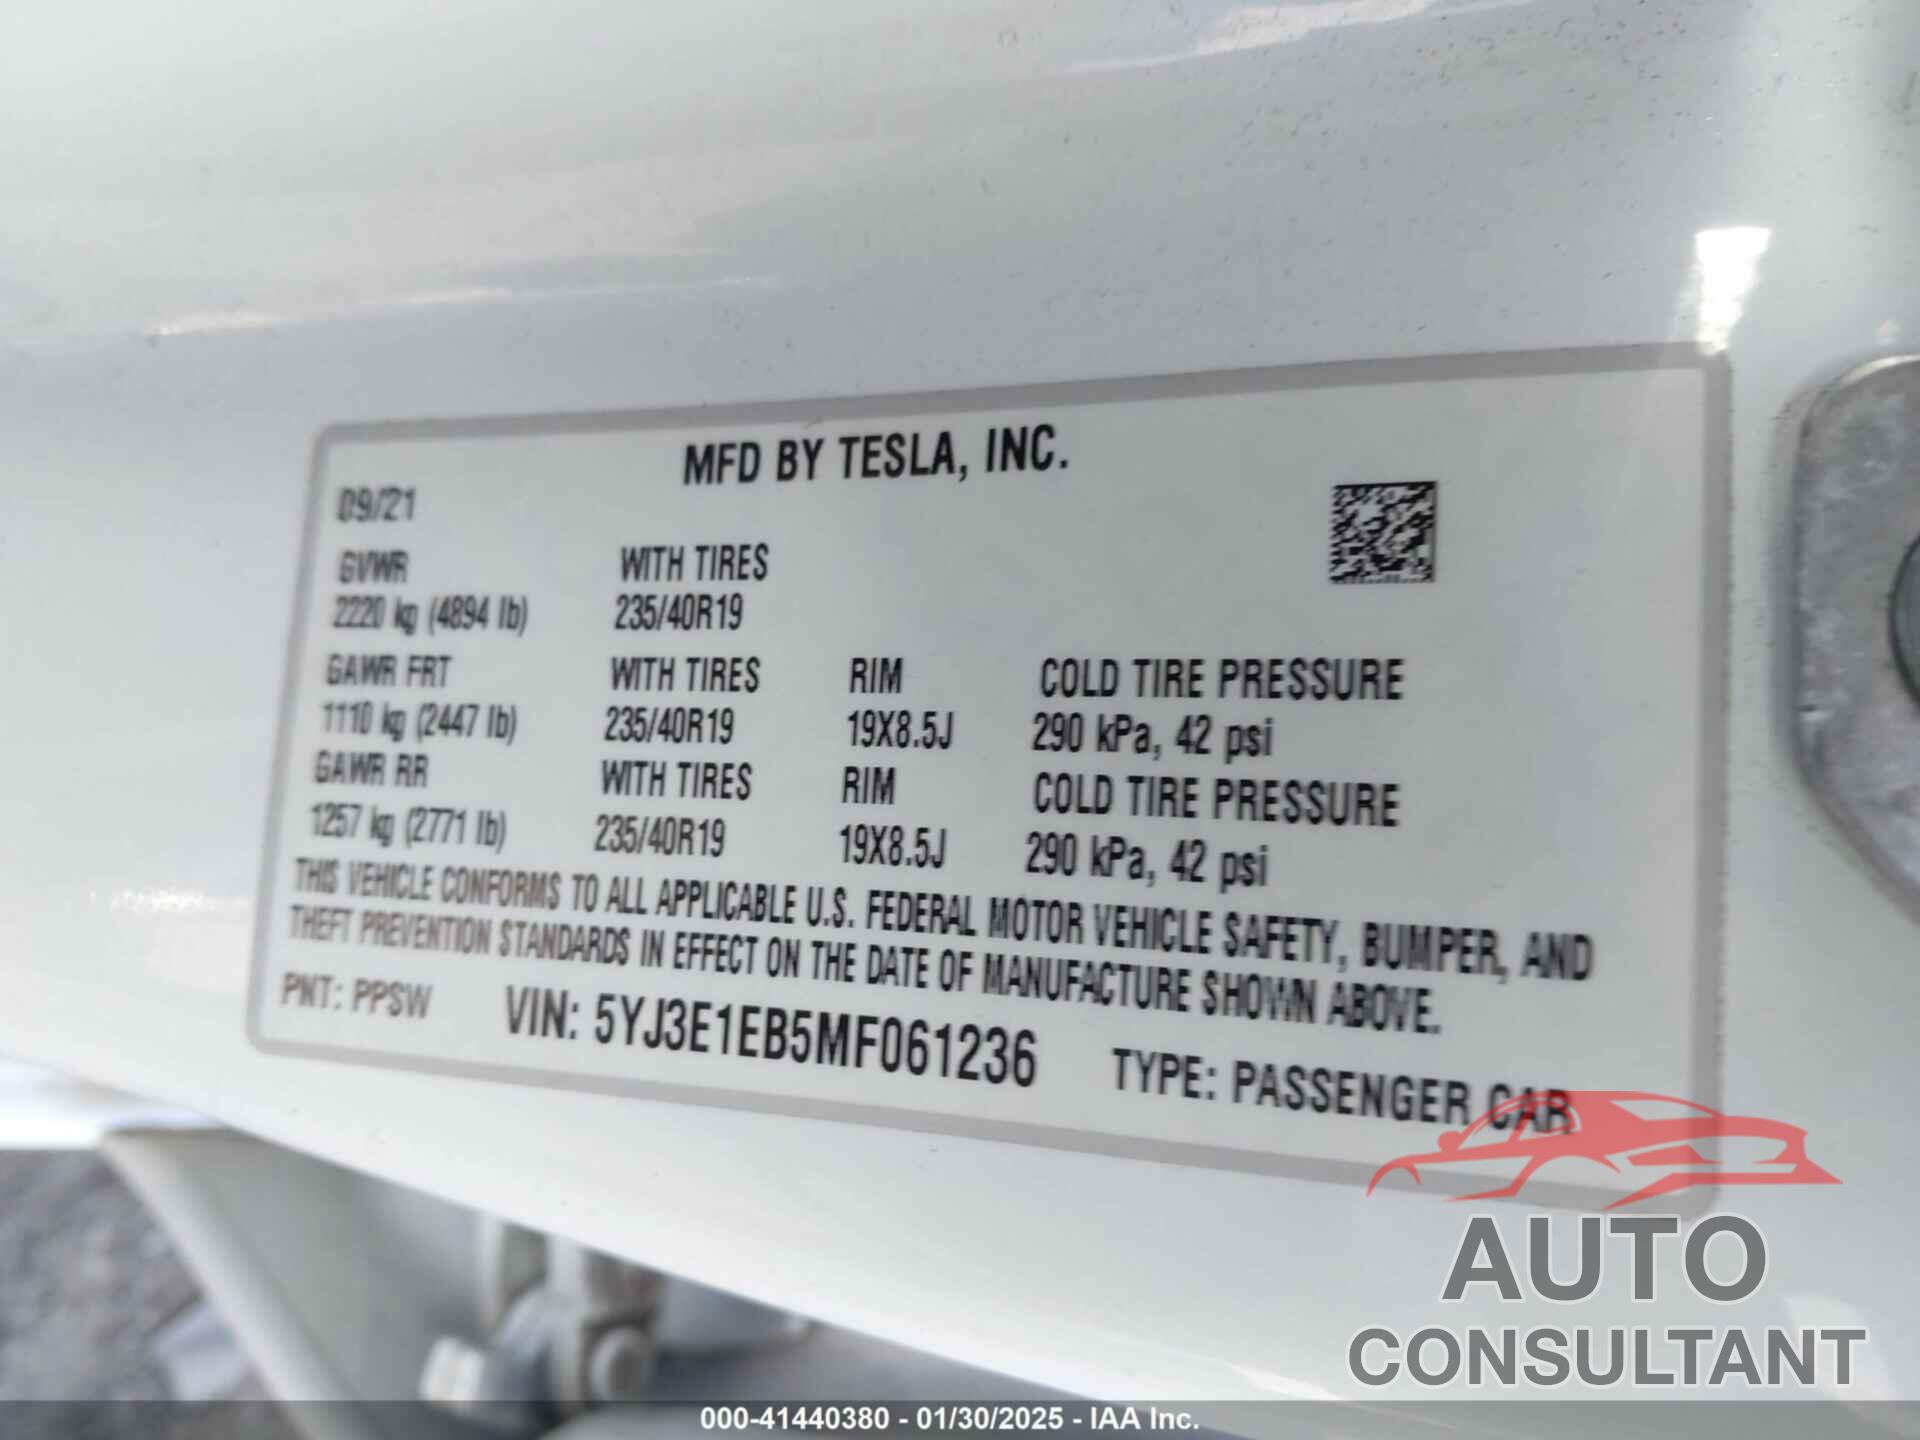 MFD BY TESLA, INC.
09/21
GVWR WITH TIRES
2220 kg (4894 lb) 235/40R19
GAWR FRT WITH TIRES RIM COLD TIRE PRESSURE
1110 kg (2447 lb) 235/40R19 19X8.5J 290 kPa, 42 psi
GAWR RR WITH TIRES RIM COLD TIRE PRESSURE
1257 kg (2771 lb) 235/40R19 19X8.5J 290 kPa, 42 psi
THIS VEHICLE CONFORMS TO ALL APPLICABLE U.S. FEDERAL MOTOR VEHICLE SAFETY, BUMPER, AND
THEFT PREVENTION STANDARDS IN EFFECT ON THE DATE OF MANUFACTURE SHOWN ABOVE.
PNT: PPSW VIN: 5YJ3E1EB5MF061236 TYPE: PASSENGER CAR
AUTO
CONSULTANT
000-41440380 - 01/30/2025 - IAA Inc.